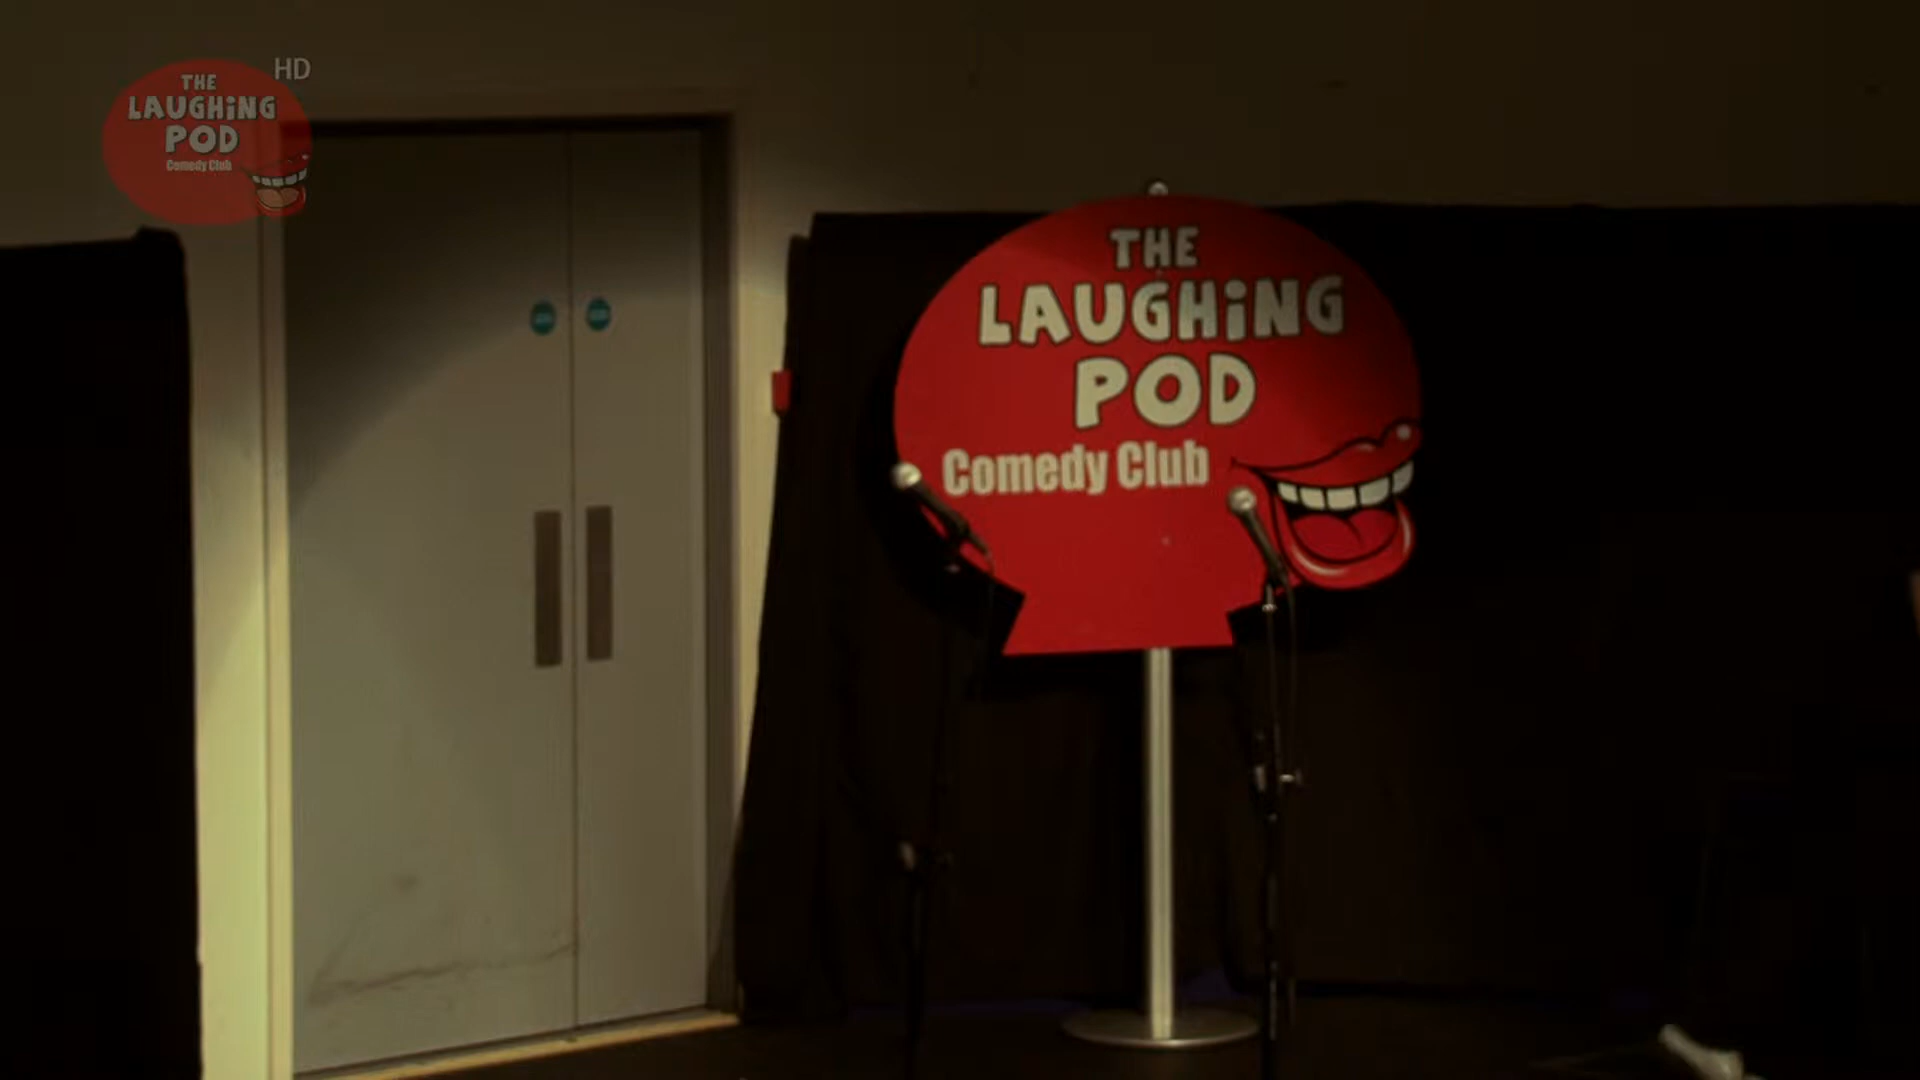 HD
THE
LAUGHiNG
POD
Comedy Club
THE
LAUGHiNG
POD
Comedy Club